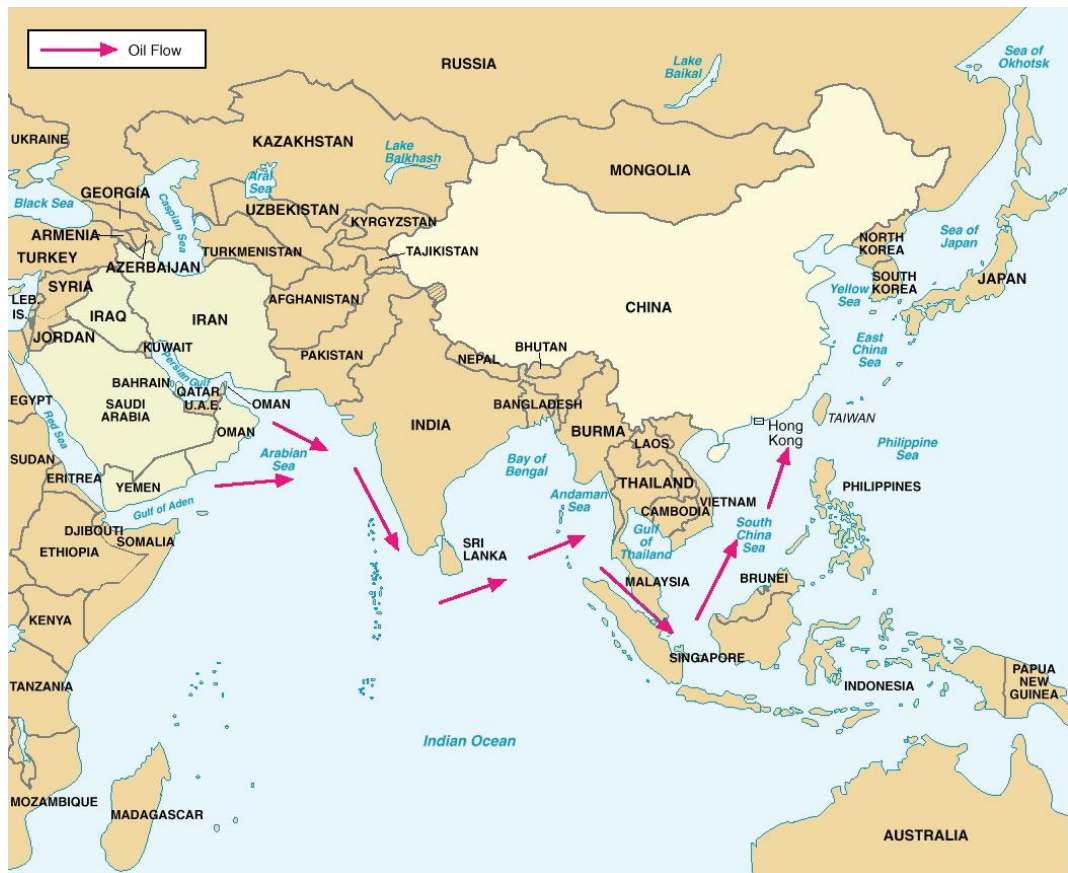 Oil Flow
Sea of
Okhotsk
RUSSIA
Lake
Baikal
UKRAINE
KAZAKHSTAN
Lake
Balkhash
MONGOLIA
Aral
Sea
GEORGIA
Black Sea
Caspian Sea
UZBEKISTAN
KYRGYZSTAN
ARMENIA
TURKMENISTAN
TAJIKISTAN
NORTH
KOREA
Sea of
Japan
TURKEY
AZERBAIJAN
SOUTH
KOREA
JAPAN
SYRIA
AFGHANISTAN
Yellow
Sea
LEB.
IS.
IRAQ
IRAN
CHINA
JORDAN
KUWAIT
PAKISTAN
NEPAL
BHUTAN
East
China
Sea
Persian Gulf
BAHRAIN
QATAR
U.A.E.
OMAN
EGYPT
Red Sea
SAUDI
ARABIA
BANGLADESH
TAIWAN
OMAN
INDIA
BURMA
Hong
Kong
LAOS
Philippine
Sea
SUDAN
Arabian
Sea
Bay of
Bengal
ERITREA
YEMEN
THAILAND
PHILIPPINES
Andaman
Sea
VIETNAM
Gulf of Aden
CAMBODIA
DJIBOUTI
SOMALIA
ETHIOPIA
SRI
LANKA
Gulf
of
Thailand
South
China
Sea
MALAYSIA
BRUNEI
KENYA
SINGAPORE
TANZANIA
INDONESIA
PAPUA
NEW
GUINEA
Indian Ocean
MOZAMBIQUE
MADAGASCAR
AUSTRALIA